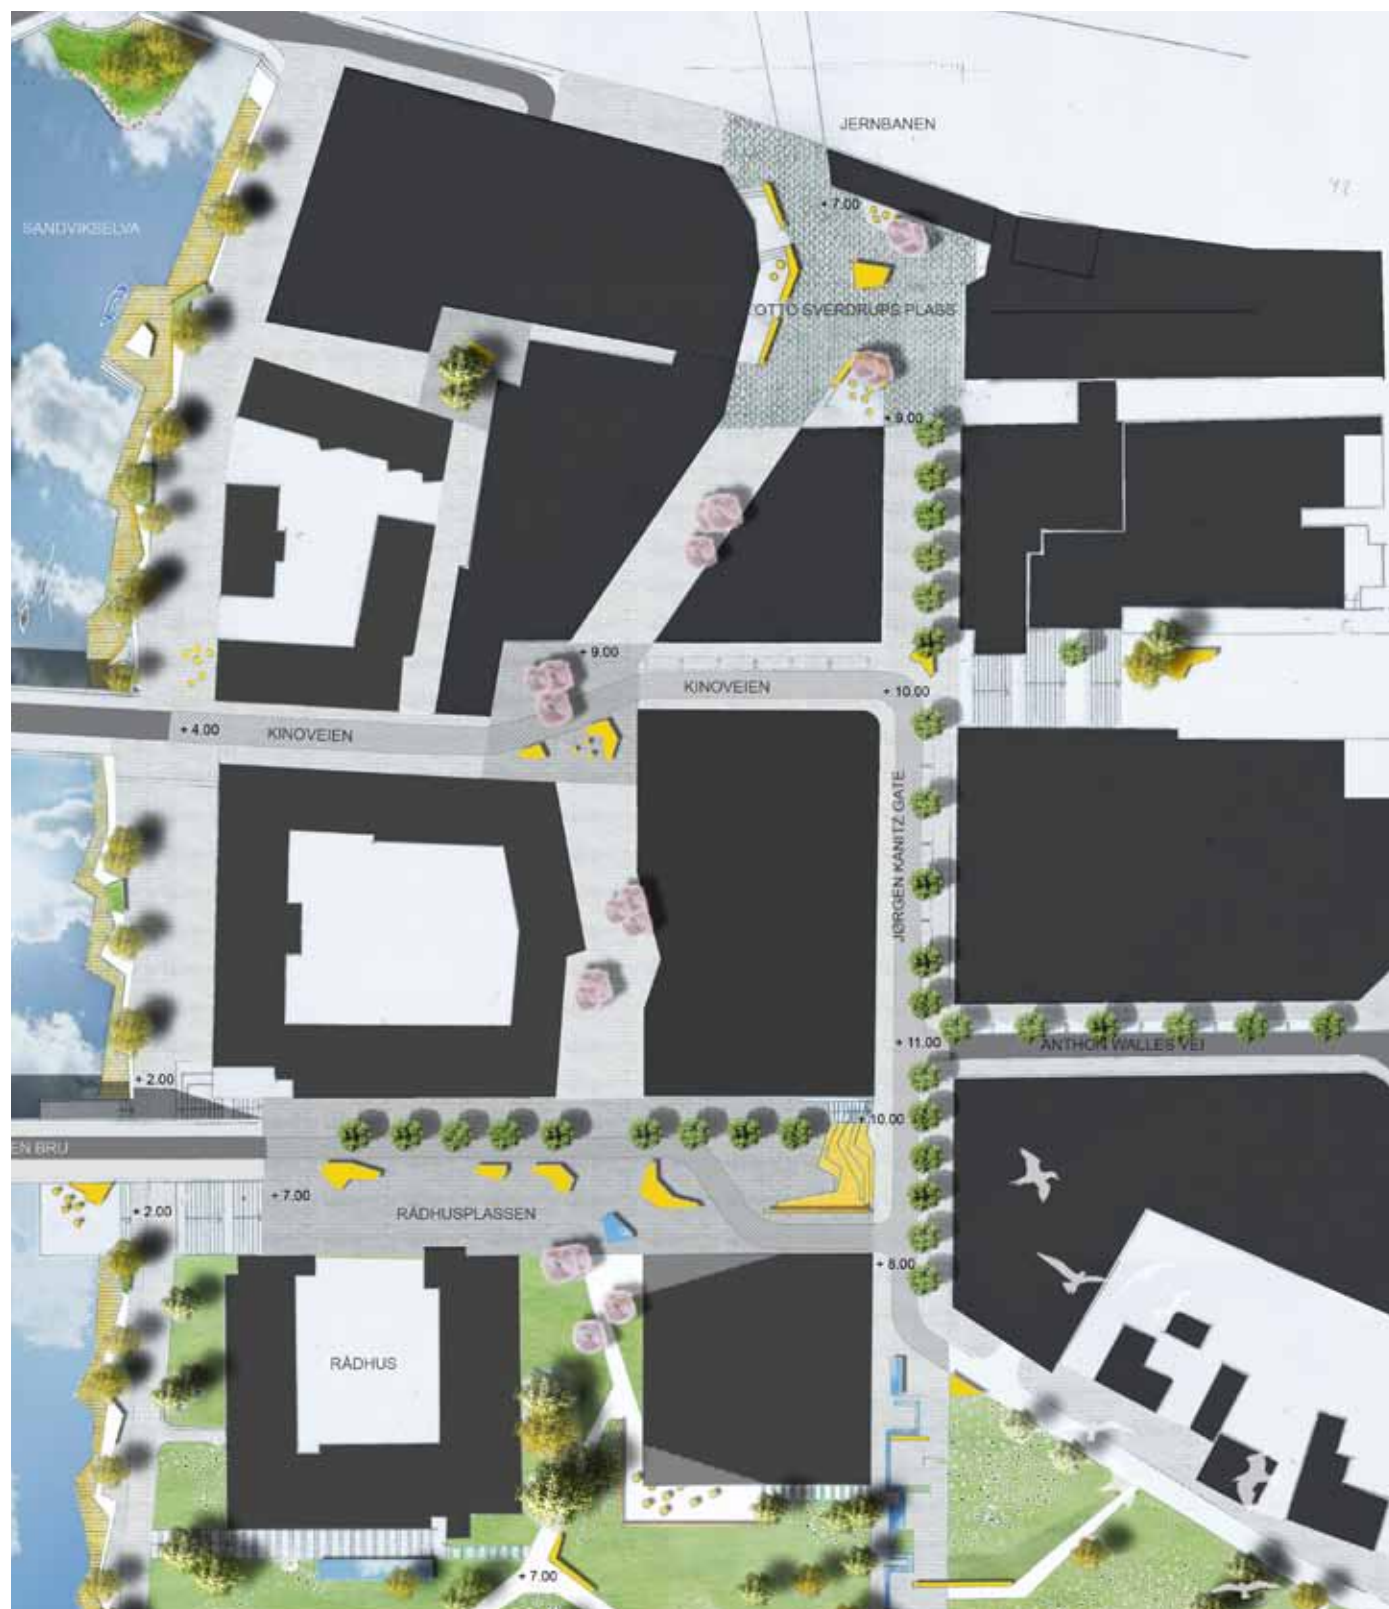 JERNBANEN
SANDVIKSELVA
+ 7.00
OTTO SVERDRUPS PLASS
+ 9.00
+ 9.00
KINOVEIEN
+ 10.00
+ 4.00
KINOVEIEN
JØRGEN KANITZ GATE
+ 11.00
ANTHON WALLES VEI
+ 2.00
+ 10.00
EN BRU
+ 7.00
+ 2.00
RÅDHUSPLASSEN
+ 8.00
RÅDHUS
+ 7.00